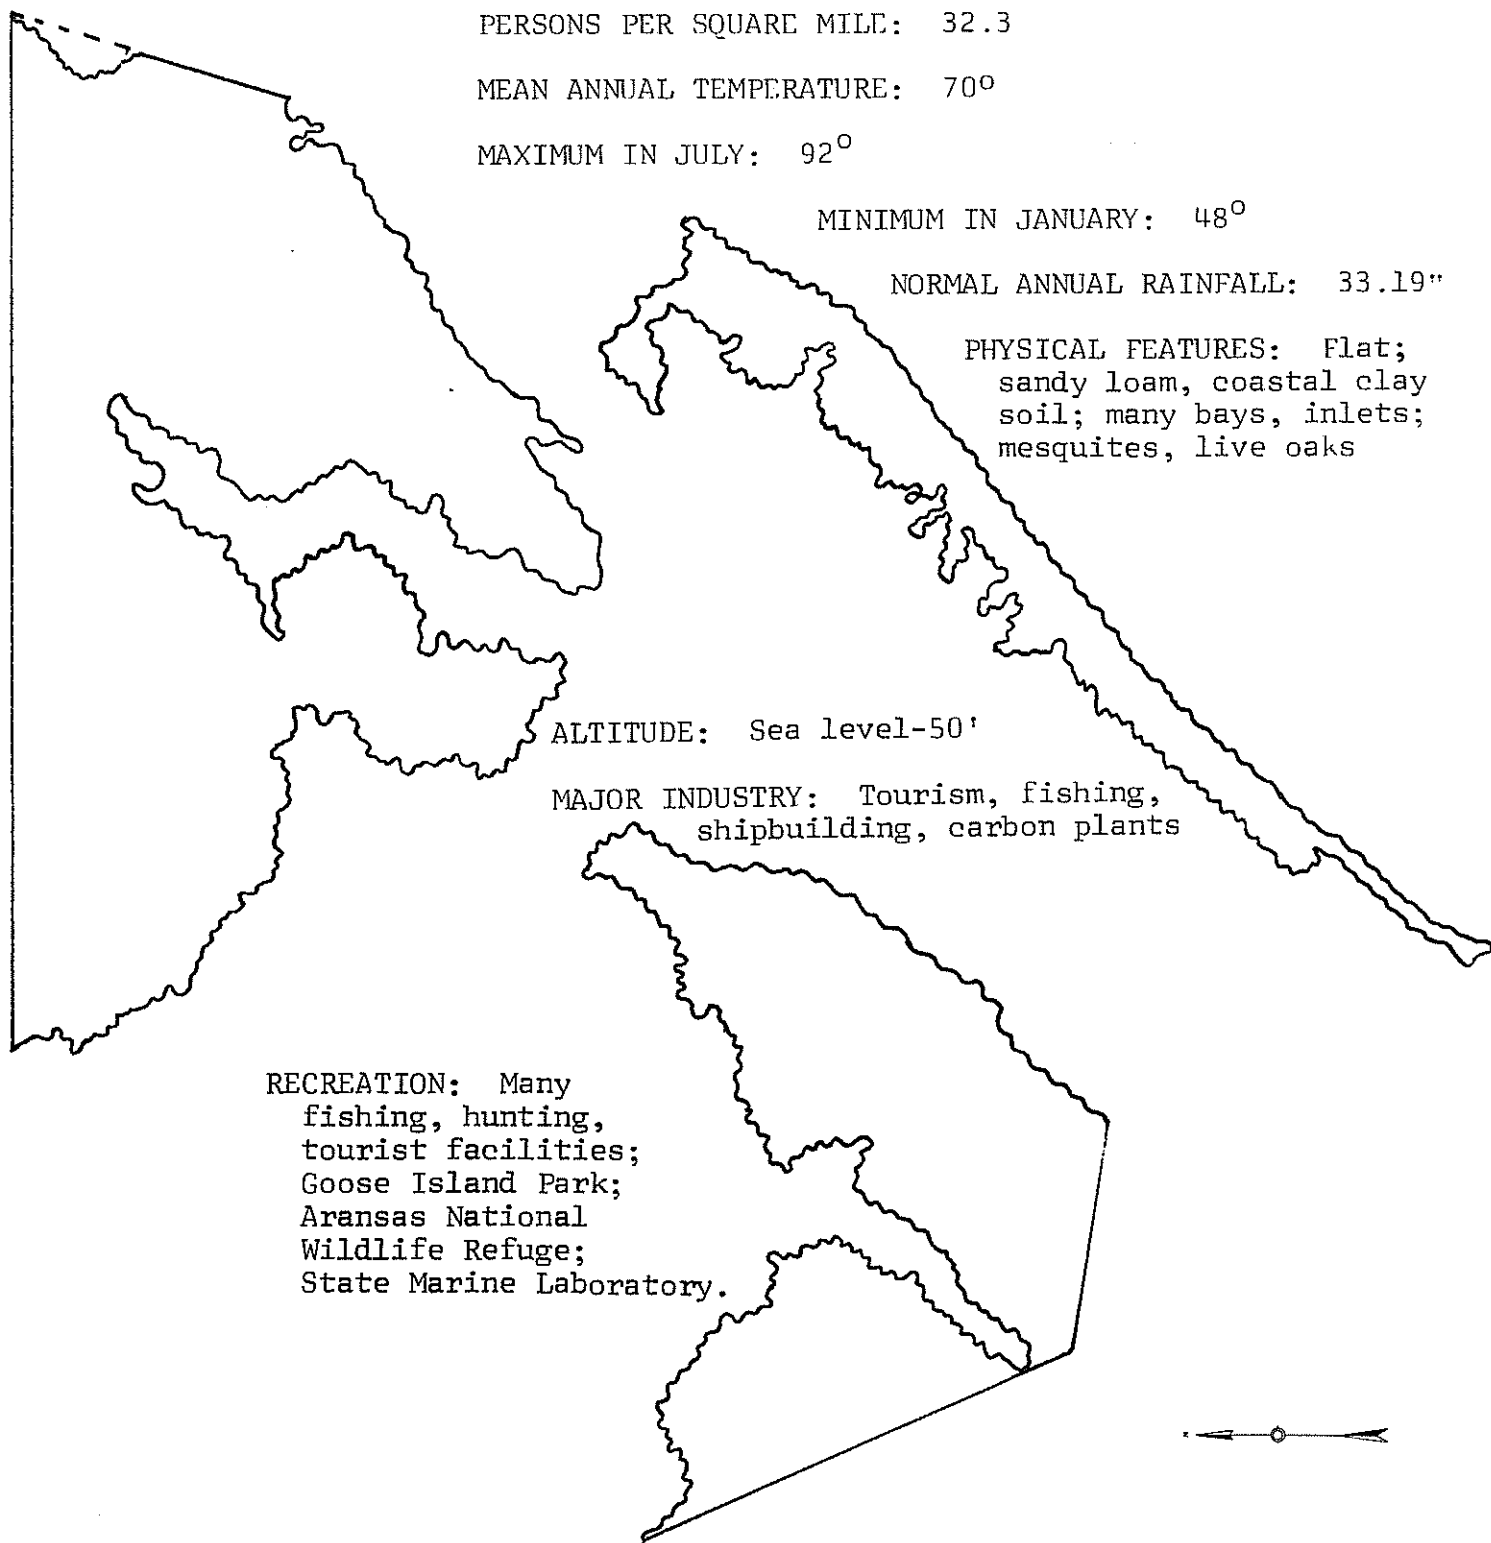 PERSONS PER SQUARE MILE: 32.3
MEAN ANNUAL TEMPERATURE: 70°
MAXIMUM IN JULY: 92°
MINIMUM IN JANUARY: 48°
NORMAL ANNUAL RAINFALL: 33.19"
PHYSICAL FEATURES: Flat;
sandy loam, coastal clay
soil; many bays, inlets;
mesquites, live oaks
ALTITUDE: Sea level-50'
MAJOR INDUSTRY: Tourism, fishing,
shipbuilding, carbon plants
RECREATION: Many
fishing, hunting,
tourist facilities;
Goose Island Park;
Aransas National
Wildlife Refuge;
State Marine Laboratory.